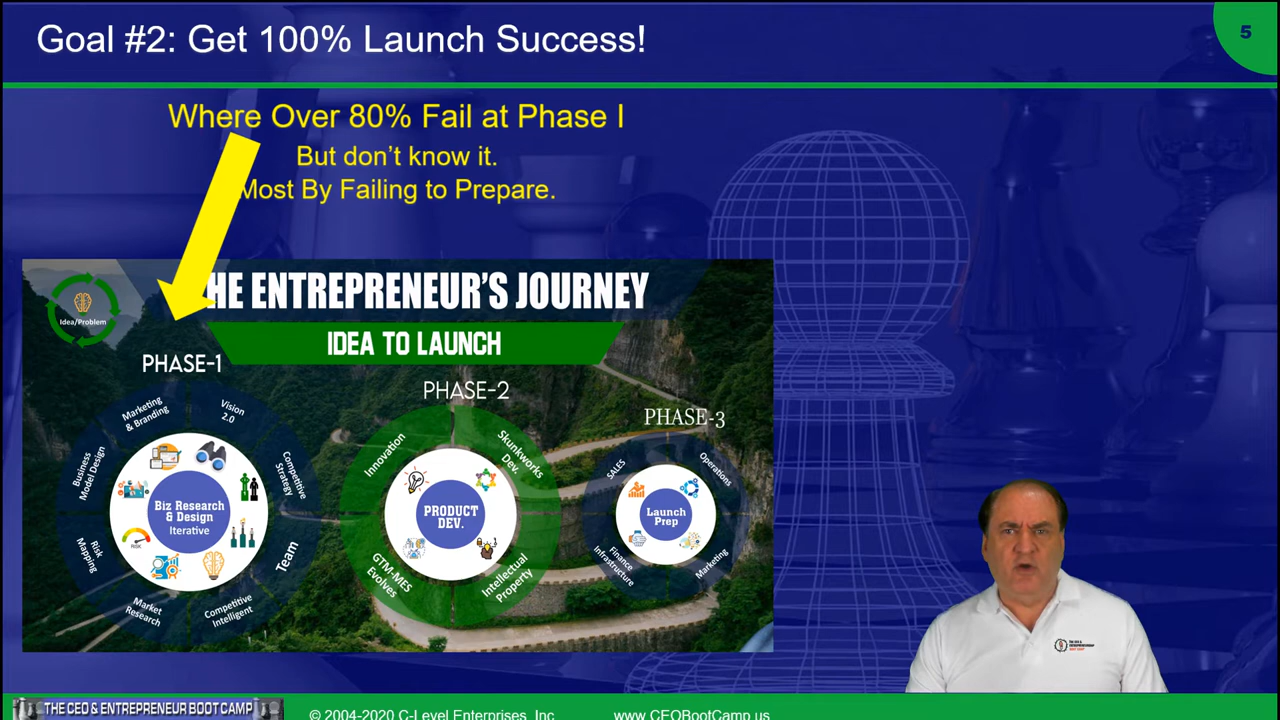 Goal #2: Get 100% Launch Success!
5
Where Over 80% Fail at Phase I
But don't know it.
Most By Failing to Prepare.
HE ENTREPRENEUR'S JOURNEY
IDEA TO LAUNCH
Idea/Problem
PHASE-1
Marketing
& Branding
Vision
2.0
Competitive
Strategy
Team
Competitive
Intelligent
Market
Research
Risk
Mapping
Business
Model Design
RISK
Biz Research
& Design
Iterative
PHASE-2
Innovation
Skunkworks
Dev.
Intellectual
Property
GTM-MES
Evolves
PRODUCT
DEV.
PHASE-3
SALES
Operations
Marketing
Finance
Infrastructure
Launch
Prep
THE CEO & ENTREPRENEUR BOOT CAMP
© 2004-2020 C-Level Enterprises, Inc
www.CEOBootCamp.us